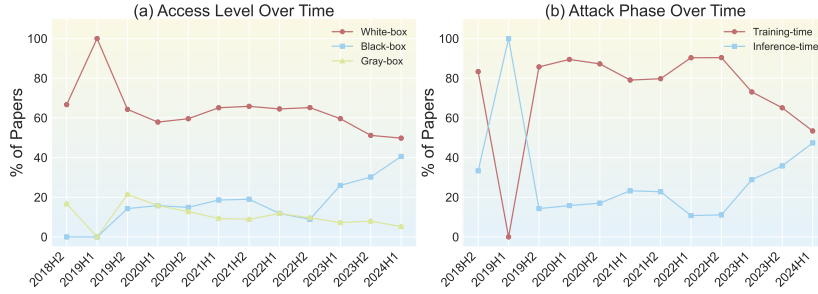 (a) Access Level Over Time
% of Papers
100
80
60
40
20
0
White-box
Black-box
Gray-box
2018H2
2019H1
2019H2
2020H1
2020H2
2021H1
2021H2
2022H1
2022H2
2023H1
2023H2
2024H1
(b) Attack Phase Over Time
% of Papers
100
80
60
40
20
0
Training-time
Inference-time
2018H2
2019H1
2019H2
2020H1
2020H2
2021H1
2021H2
2022H1
2022H2
2023H1
2023H2
2024H1